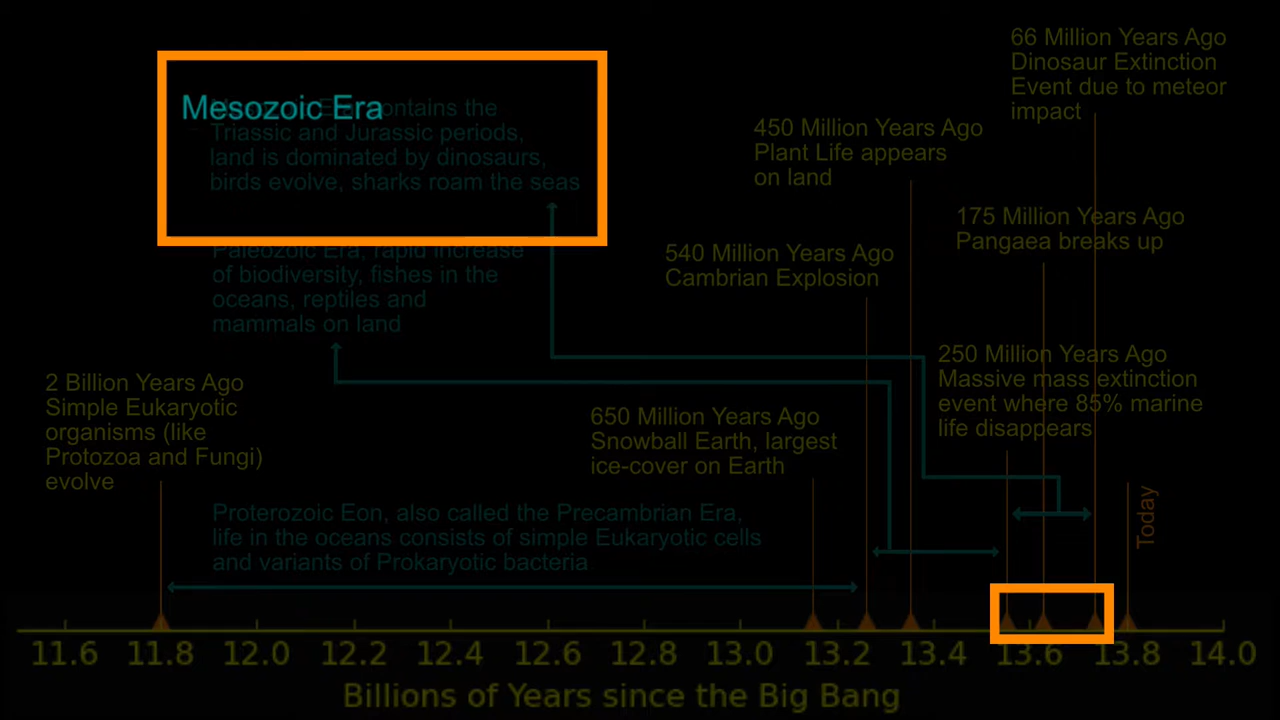 66 Million Years Ago
Dinosaur Extinction
Event due to meteor
impact
Mesozoic Era
contains the
Triassic and Jurassic periods,
land is dominated by dinosaurs,
birds evolve, sharks roam the seas
450 Million Years Ago
Plant Life appears
on land
175 Million Years Ago
Pangaea breaks up
Paleozoic Era, rapid increase
of biodiversity, fishes in the
oceans, reptiles and
mammals on land
540 Million Years Ago
Cambrian Explosion
250 Million Years Ago
Massive mass extinction
event where 85% marine
life disappears
2 Billion Years Ago
Simple Eukaryotic
organisms (like
Protozoa and Fungi)
evolve
650 Million Years Ago
Snowball Earth, largest
ice-cover on Earth
Today
Proterozoic Eon, also called the Precambrian Era,
life in the oceans consists of simple Eukaryotic cells
and variants of Prokaryotic bacteria
11.6 11.8 12.0 12.2 12.4 12.6 12.8 13.0 13.2 13.4 13.6 13.8 14.0
Billions of Years since the Big Bang